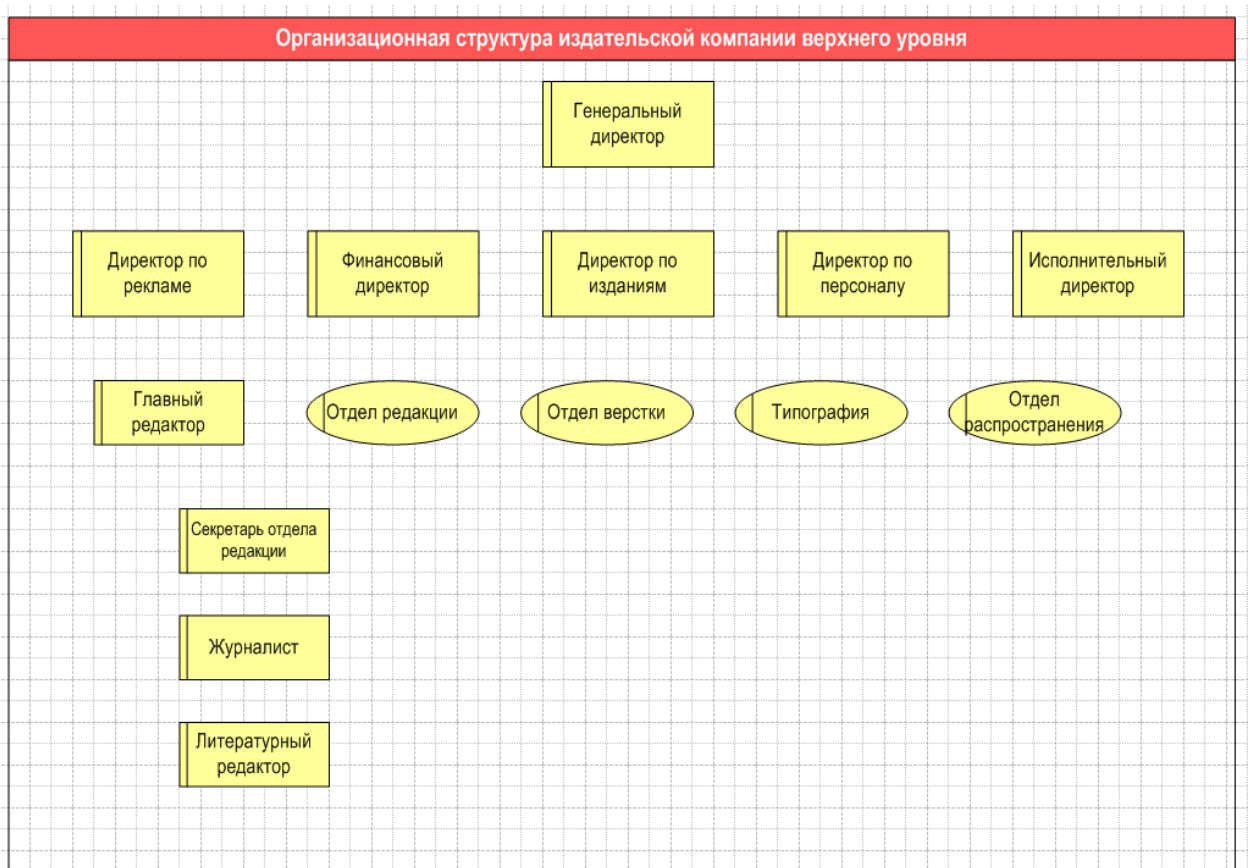 Организационная структура издательской компании верхнего уровня
Генеральный
директор
Директор по
рекламе
Финансовый
директор
Директор по
изданиям
Директор по
персоналу
Исполнительный
директор
Главный
редактор
Отдел редакции
Отдел верстки
Типография
Отдел
распространения
Секретарь отдела
редакции
Журналист
Литературный
редактор